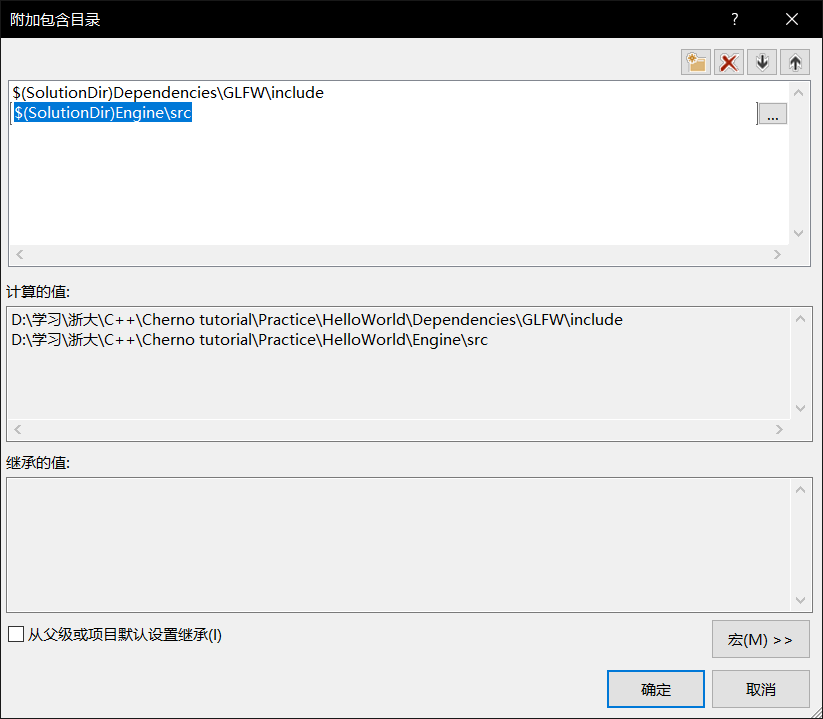 附加包含目录
?
$(SolutionDir)Dependencies\GLFW\include
$(SolutionDir)Engine\src
...
计算的值:
D:\学习\浙大\C++\Cherno tutorial\Practice\HelloWorld\Dependencies\GLFW\include
D:\学习\浙大\C++\Cherno tutorial\Practice\HelloWorld\Engine\src
继承的值:
从父级或项目默认设置继承(I)
宏(M) >>
确定
取消